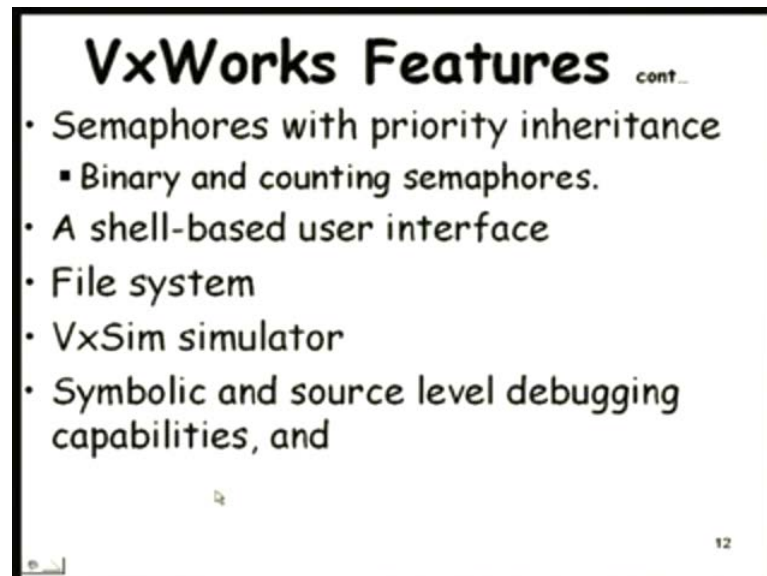 VxWorks Features cont…
• Semaphores with priority inheritance
▪ Binary and counting semaphores.
• A shell-based user interface
• File system
• VxSim simulator
• Symbolic and source level debugging
capabilities, and
12